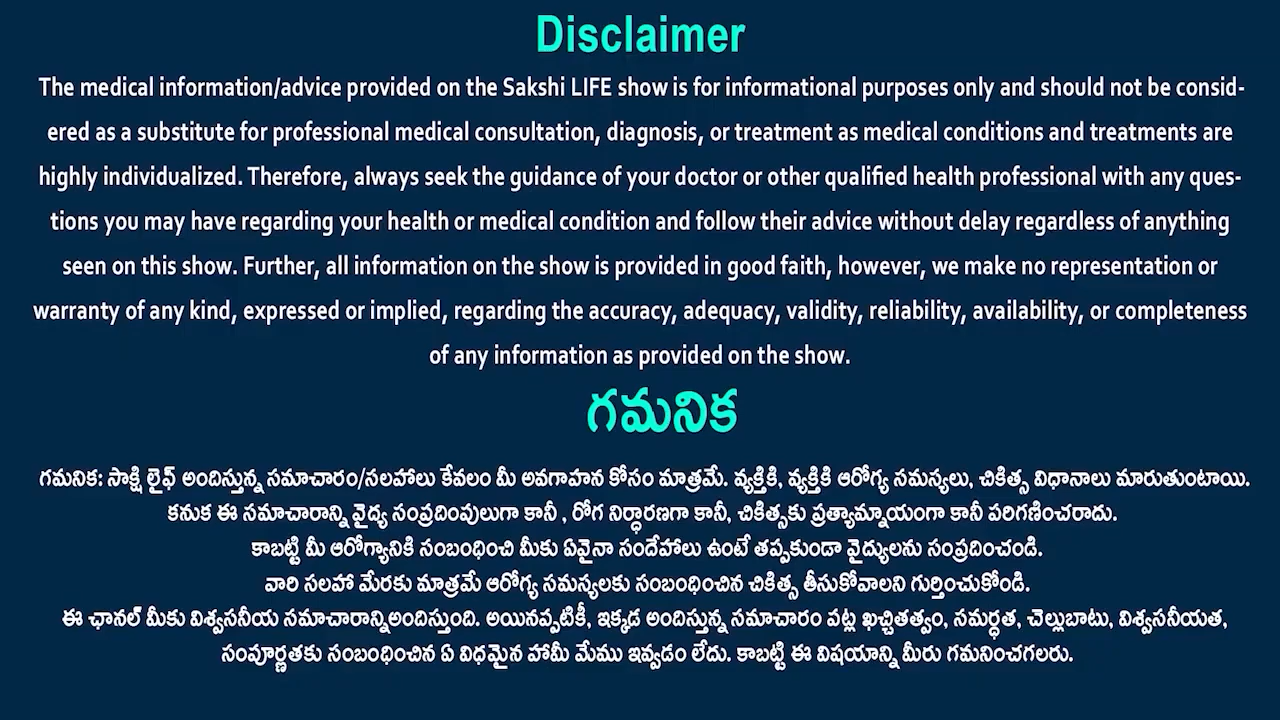 Disclaimer
The medical information/advice provided on the Sakshi LIFE show is for informational purposes only and should not be consid-
ered as a substitute for professional medical consultation, diagnosis, or treatment as medical conditions and treatments are
highly individualized. Therefore, always seek the guidance of your doctor or other qualified health professional with any ques-
tions you may have regarding your health or medical condition and follow their advice without delay regardless of anything
seen on this show. Further, all information on the show is provided in good faith, however, we make no representation or
warranty of any kind, expressed or implied, regarding the accuracy, adequacy, validity, reliability, availability, or completeness
of any information as provided on the show.
గమనిక
గమనిక: సాక్షి లైఫ్ అందిస్తున్న సమాచారం/సలహాలు కేవలం మీ అవగాహన కోసం మాత్రమే. వ్యక్తికి, వ్యక్తికి ఆరోగ్య సమస్యలు, చికిత్స విధానాలు మారుతుంటాయి.
కనుక ఈ సమాచారాన్ని వైద్య సంప్రదింపులుగా కానీ , రోగ నిర్ధారణగా కానీ, చికిత్సకు ప్రత్యామ్నాయంగా కానీ పరిగణించరాదు.
కాబట్టి మీ ఆరోగ్యానికి సంబంధించి మీకు ఏవైనా సందేహాలు ఉంటే తప్పకుండా వైద్యులను సంప్రదించండి.
వారి సలహా మేరకు మాత్రమే ఆరోగ్య సమస్యలకు సంబంధించిన చికిత్స తీసుకోవాలని గుర్తించుకోండి.
ఈ ఛానల్ మీకు విశ్వసనీయ సమాచారాన్నిఅందిస్తుంది. అయినప్పటికీ, ఇక్కడ అందిస్తున్న సమాచారం పట్ల ఖచ్చితత్వం, సమర్ధత, చెల్లుబాటు, విశ్వసనీయత,
సంపూర్ణతకు సంబంధించిన ఏ విధమైన హామీ మేము ఇవ్వడం లేదు. కాబట్టి ఈ విషయాన్ని మీరు గమనించగలరు.